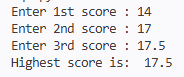 Enter 1st score : 14
Enter 2nd score : 17
Enter 3rd score : 17.5
Highest score is:  17.5